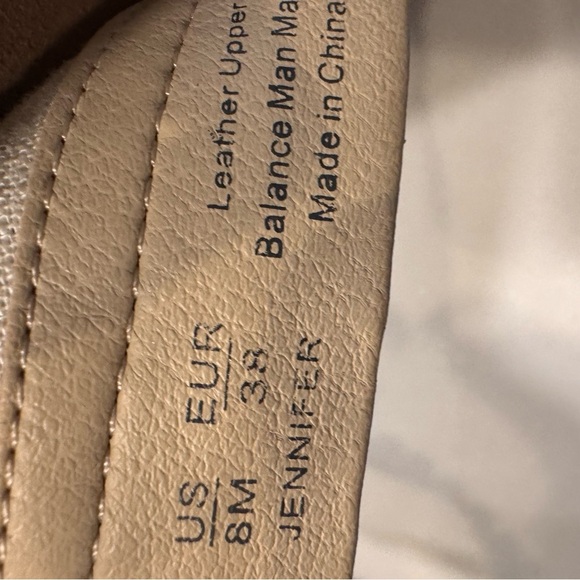 US EUR Leather Upper
8M 38 Balance Man Ma
JENNIFER Made in China